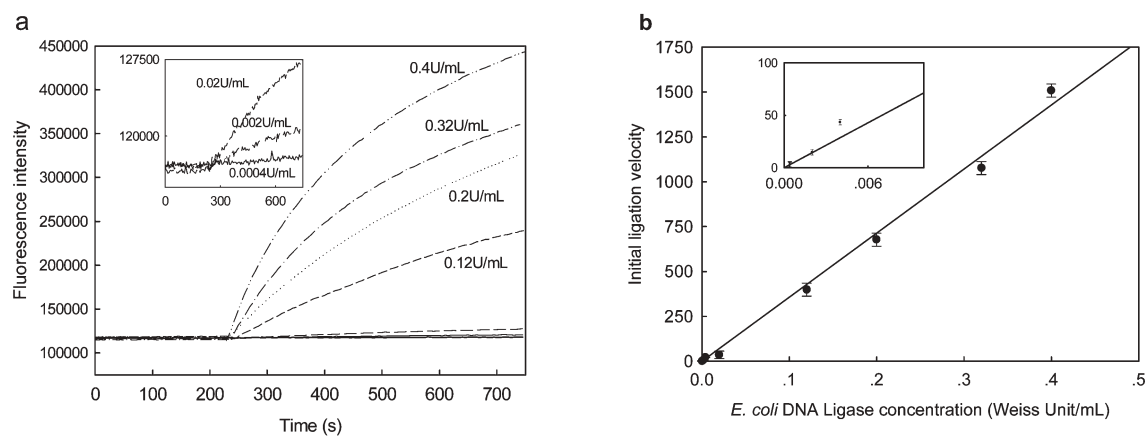 a
450000
400000
350000
300000
250000
200000
150000
100000
Fluorescence intensity
0 100 200 300 400 500 600 700
Time (s)
0.4U/mL
0.32U/mL
0.2U/mL
0.12U/mL
127500
120000
0.02U/mL
0.002U/mL
0.0004U/mL
0 300 600
b
1750
1500
1250
1000
750
500
250
0
Initial ligation velocity
0.0 .1 .2 .3 .4 .5
E. coli DNA Ligase concentration (Weiss Unit/mL)
100
50
0
0.000 .006